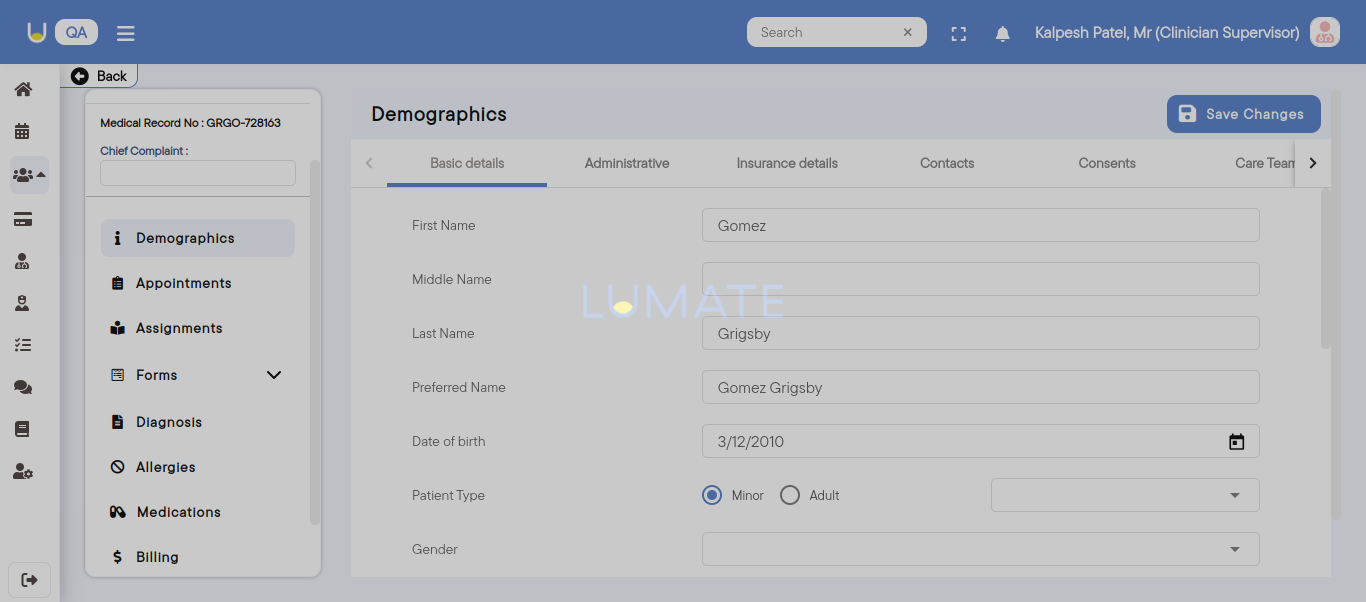 QA
Search
Kalpesh Patel, Mr (Clinician Supervisor)
Back
Medical Record No : GRGO-728163
Chief Complaint :
Demographics
Appointments
Assignments
Forms
Diagnosis
Allergies
Medications
Billing
Demographics
Save Changes
Basic details
Administrative
Insurance details
Contacts
Consents
Care Team
First Name
Gomez
Middle Name
LUMATE
Last Name
Grigsby
Preferred Name
Gomez Grigsby
Date of birth
3/12/2010
Patient Type
Minor
Adult
Gender